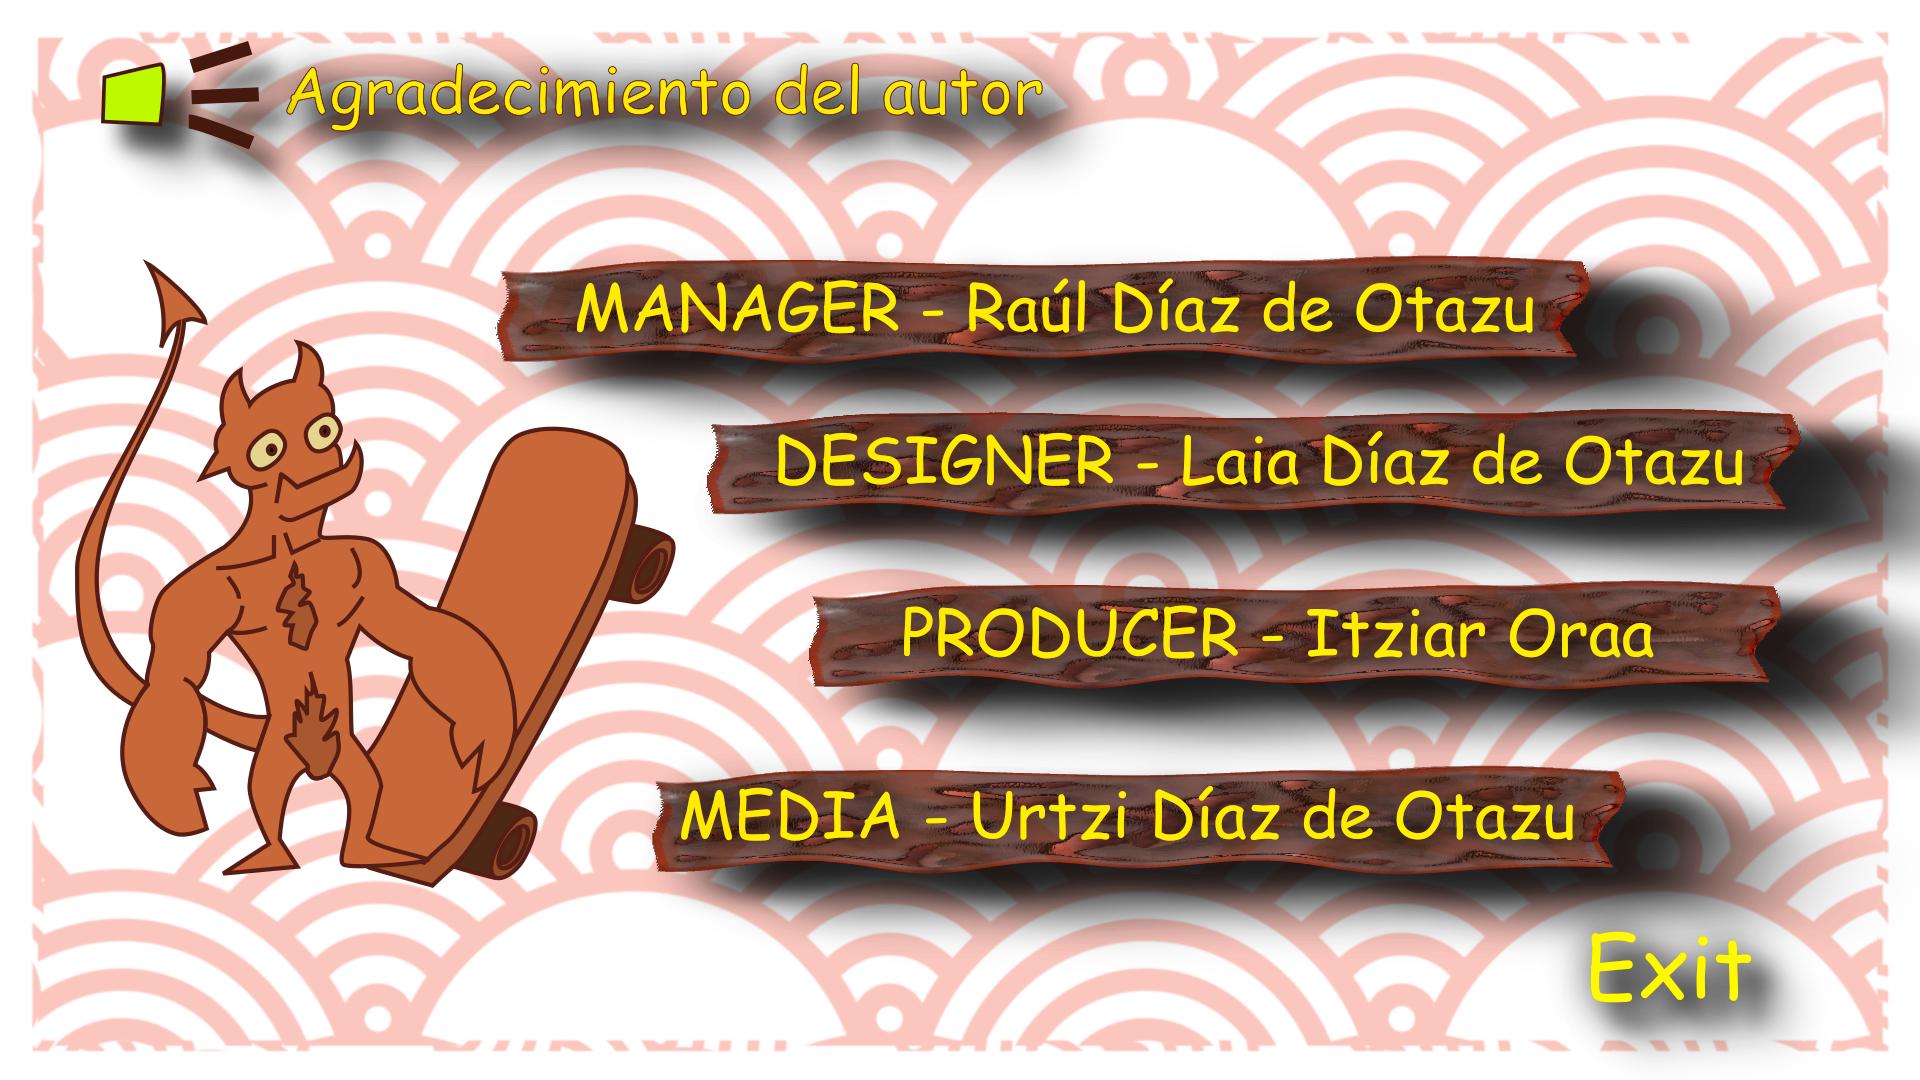 Agradecimiento del autor
MANAGER - Raúl Díaz de Otazu
DESIGNER - Laia Díaz de Otazu
PRODUCER - Itziar Oraa
MEDIA - Urtzi Díaz de Otazu
Exit